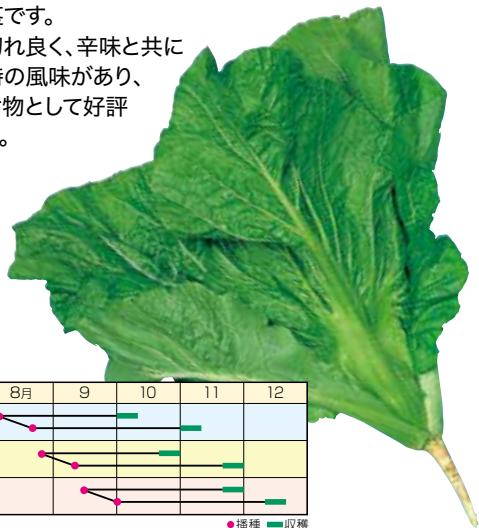 です。
れ良く、辛味と共に
の風味があり、
物として好評
。
8月 9 10 11 12
●播種 ▬収穫